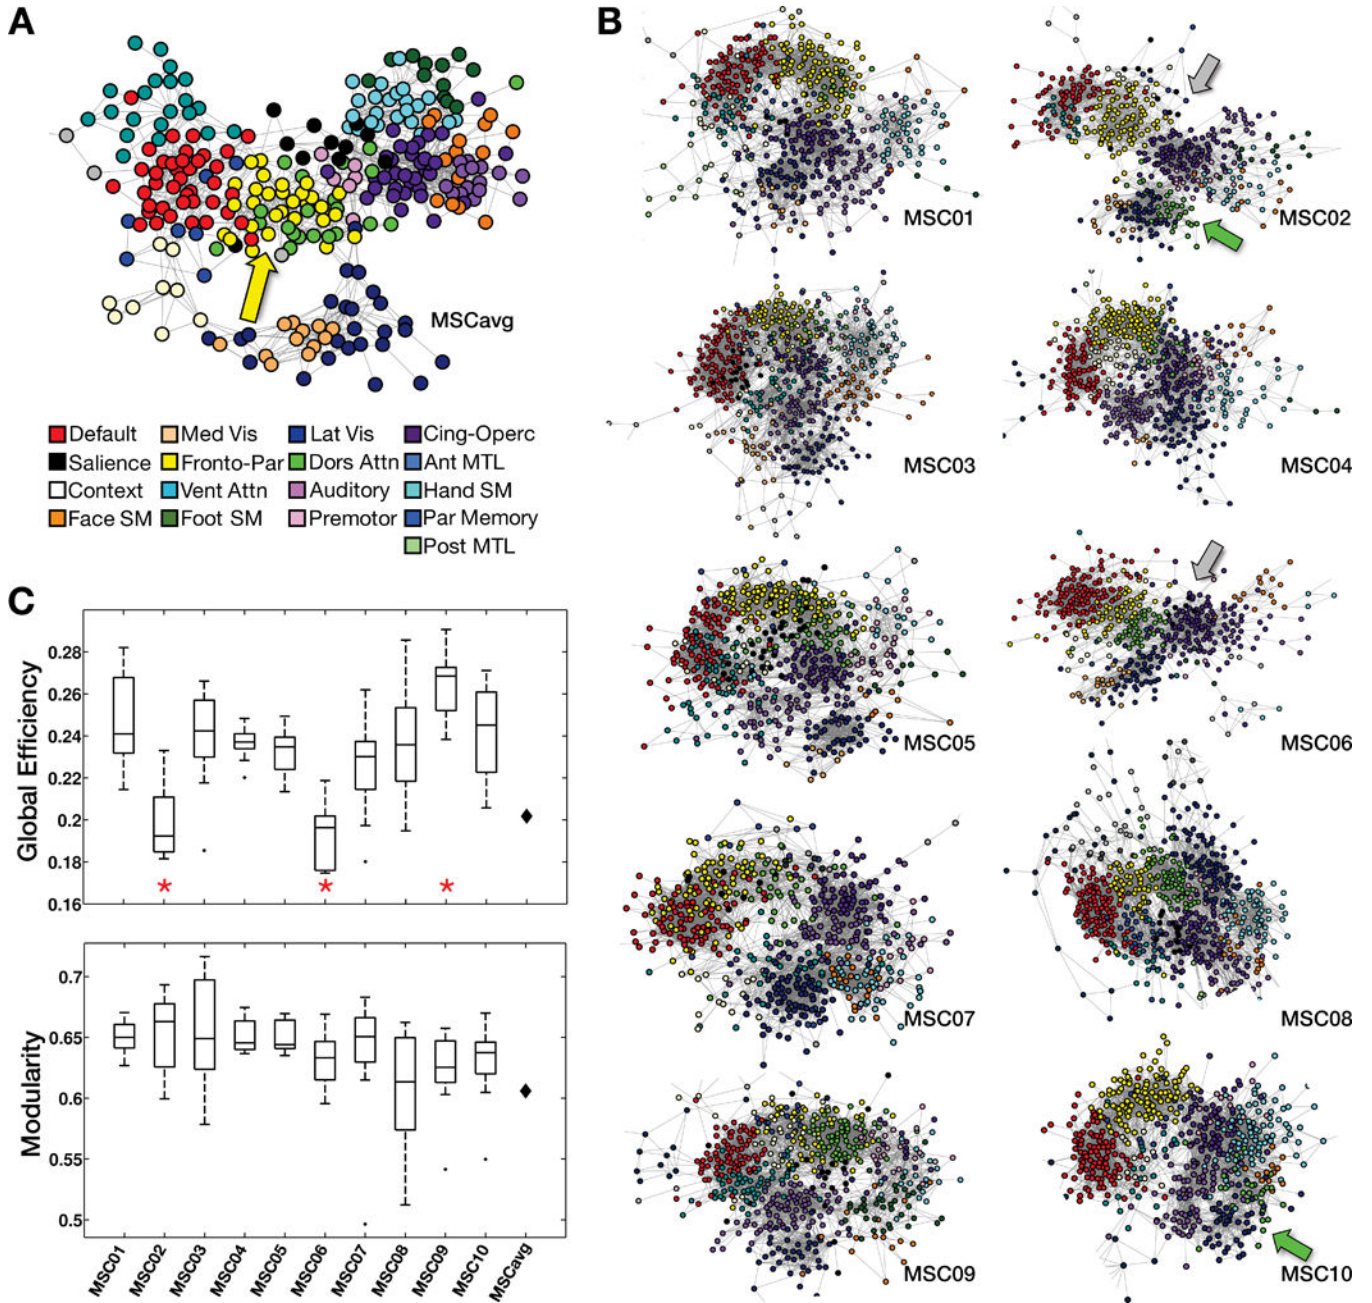 A
MSCavg
Default
Med Vis
Lat Vis
Cing-Operc
Salience
Fronto-Par
Dors Attn
Ant MTL
Context
Vent Attn
Auditory
Hand SM
Face SM
Foot SM
Premotor
Par Memory
Post MTL
B
MSC01
MSC02
MSC03
MSC04
MSC05
MSC06
MSC07
MSC08
MSC09
MSC10
C
Global Efficiency
0.28
0.26
0.24
0.22
0.2
0.18
0.16
* * *
Modularity
0.7
0.65
0.6
0.55
0.5
MSC01
MSC02
MSC03
MSC04
MSC05
MSC06
MSC07
MSC08
MSC09
MSC10
MSCavg